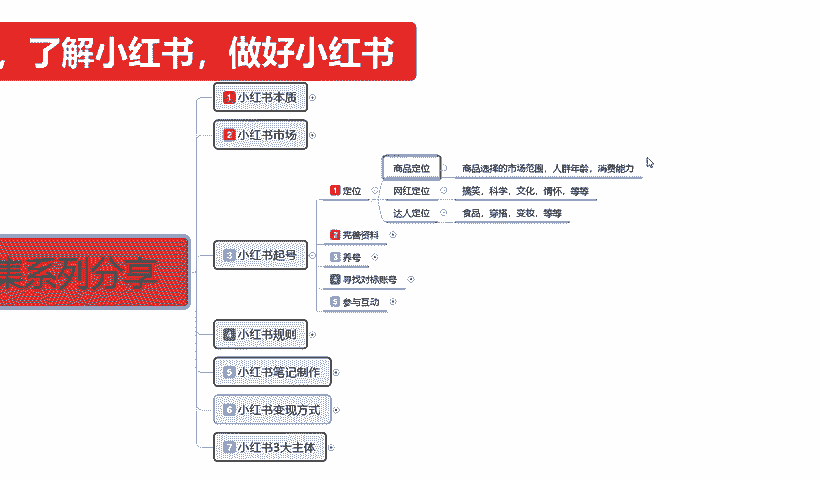 ，了解小红书，做好小红书
1 小红书本质
2 小红书市场
集系列分享
3 小红书起号
1 定位
商品定位
商品选择的市场范围，人群年龄，消费能力
网红定位
搞笑，科学，文化，情怀，等等
达人定位
食品，穿搭，变妆，等等
2 完善资料
3 养号
4 寻找对标账号
5 参与互动
4 小红书规则
5 小红书笔记制作
6 小红书变现方式
7 小红书3大主体